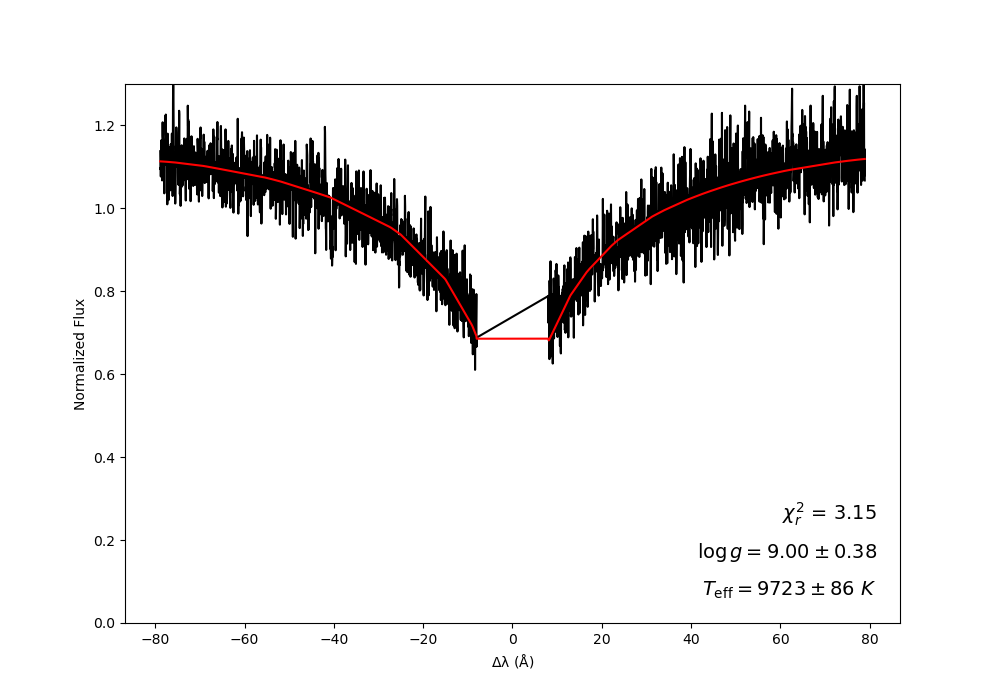 1.2
1.0
0.8
0.6
0.4
0.2
0.0
Normalized Flux
χ²ᵣ = 3.15
log g = 9.00 ± 0.38
T_eff = 9723 ± 86 K
−80 −60 −40 −20 0 20 40 60 80
Δλ (Å)